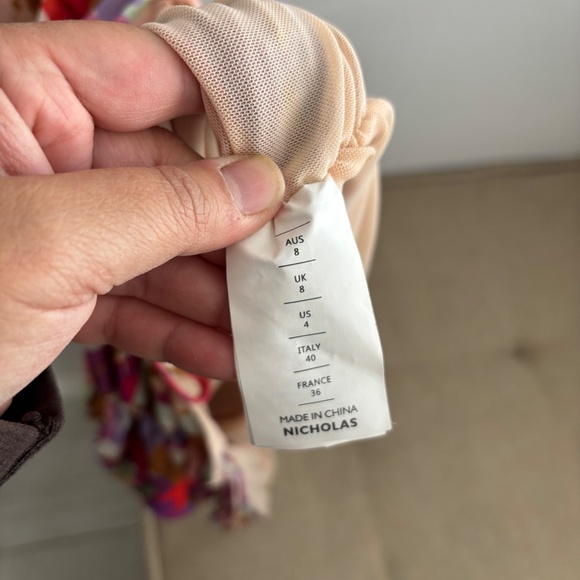 AUS
8
UK
8
US
4
ITALY
40
FRANCE
36
MADE IN CHINA
NICHOLAS